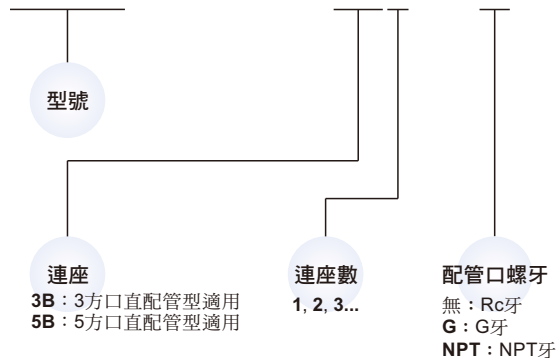 型號
連座
3B：3方口直配管型適用
5B：5方口直配管型適用
連座數
1, 2, 3...
配管口螺牙
無：Rc牙
G：G牙
NPT：NPT牙